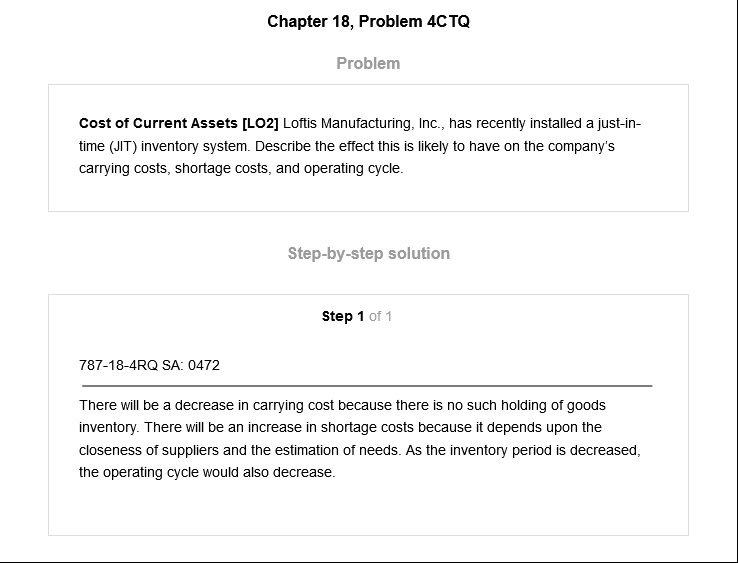 Chapter 18, Problem 4CTQ
Problem
Cost of Current Assets [LO2] Loftis Manufacturing, Inc., has recently installed a just-in-
time (JIT) inventory system. Describe the effect this is likely to have on the company's
carrying costs, shortage costs, and operating cycle.
Step-by-step solution
Step 1 of 1
787-18-4RQ SA: 0472
There will be a decrease in carrying cost because there is no such holding of goods
inventory. There will be an increase in shortage costs because it depends upon the
closeness of suppliers and the estimation of needs. As the inventory period is decreased,
the operating cycle would also decrease.